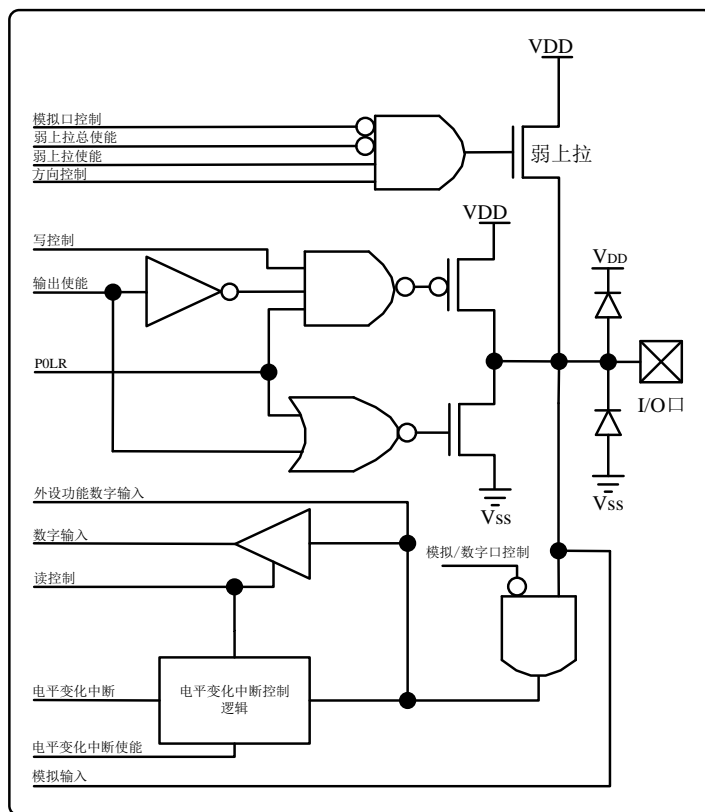 VDD
模拟口控制
弱上拉总使能
弱上拉使能
方向控制
弱上拉
VDD
写控制
输出使能
VDD
P0LR
I/O口
外设功能数字输入
Vss
Vss
数字输入
模拟/数字口控制
读控制
电平变化中断
电平变化中断控制
逻辑
电平变化中断使能
模拟输入